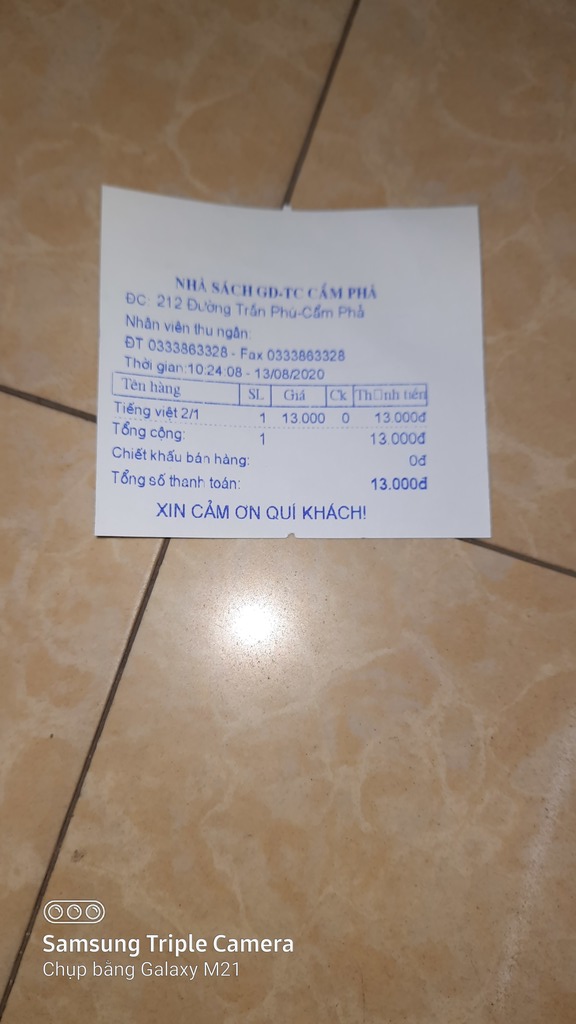 NHÀ SÁCH GD-TC CẨM PHẢ
ĐC: 212 Đường Trần Phú-Cẩm Phả
Nhân viên thu ngân:
ĐT 0333863328 - Fax 0333863328
Thời gian:10:24:08 - 13/08/2020
Tên hàng SL Giá Ck Th□nh tiền
Tiếng việt 2/1 1 13.000 0 13.000đ
Tổng cộng: 1 13.000đ
Chiết khấu bán hàng: 0đ
Tổng số thanh toán: 13.000đ
XIN CẢM ƠN QUÍ KHÁCH!
Samsung Triple Camera
Chụp bằng Galaxy M21